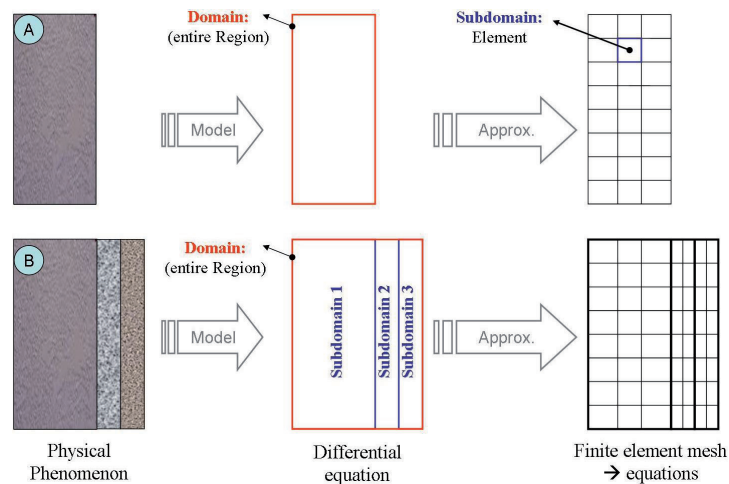 A
Domain:
(entire Region)
Subdomain:
Element
Model
Approx.
B
Domain:
(entire Region)
Model
Subdomain 1
Subdomain 2
Subdomain 3
Approx.
Physical
Phenomenon
Differential
equation
Finite element mesh
→ equations